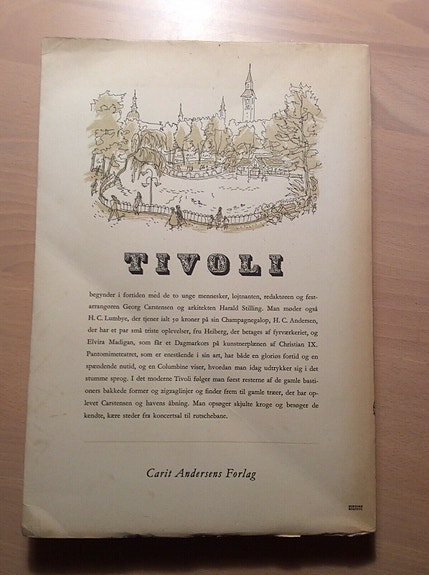 TIVOLI
begynder i fortiden med de to unge mennesker, løjtnanten, redaktøren og fest-
arrangøren Georg Carstensen og arkitekten Harald Stilling. Man møder også
H. C. Lumbye, der tjener ialt 50 kroner på sin Champagnegalop, H. C. Andersen,
der har et par små triste oplevelser, fru Heiberg, der betages af fyrværkeriet, og
Elvira Madigan, som får et Dagmarkors på kunstnerplænen af Christian IX.
Pantomimeteatret, som er enestående i sin art, har både en glorios fortid og en
spændende nutid, og en Columbine viser, hvordan man idag udtrykker sig i det
stumme sprog. I det moderne Tivoli følger man først resterne af de gamle basti-
oners bakkede former og zigzaglinjer og finder frem til gamle træer, der har op-
levet Carstensen og havens åbning. Man opsøger skjulte kroge og besøger de
kendte, kære steder fra koncertsal til rutschebane.
Carit Andersens Forlag